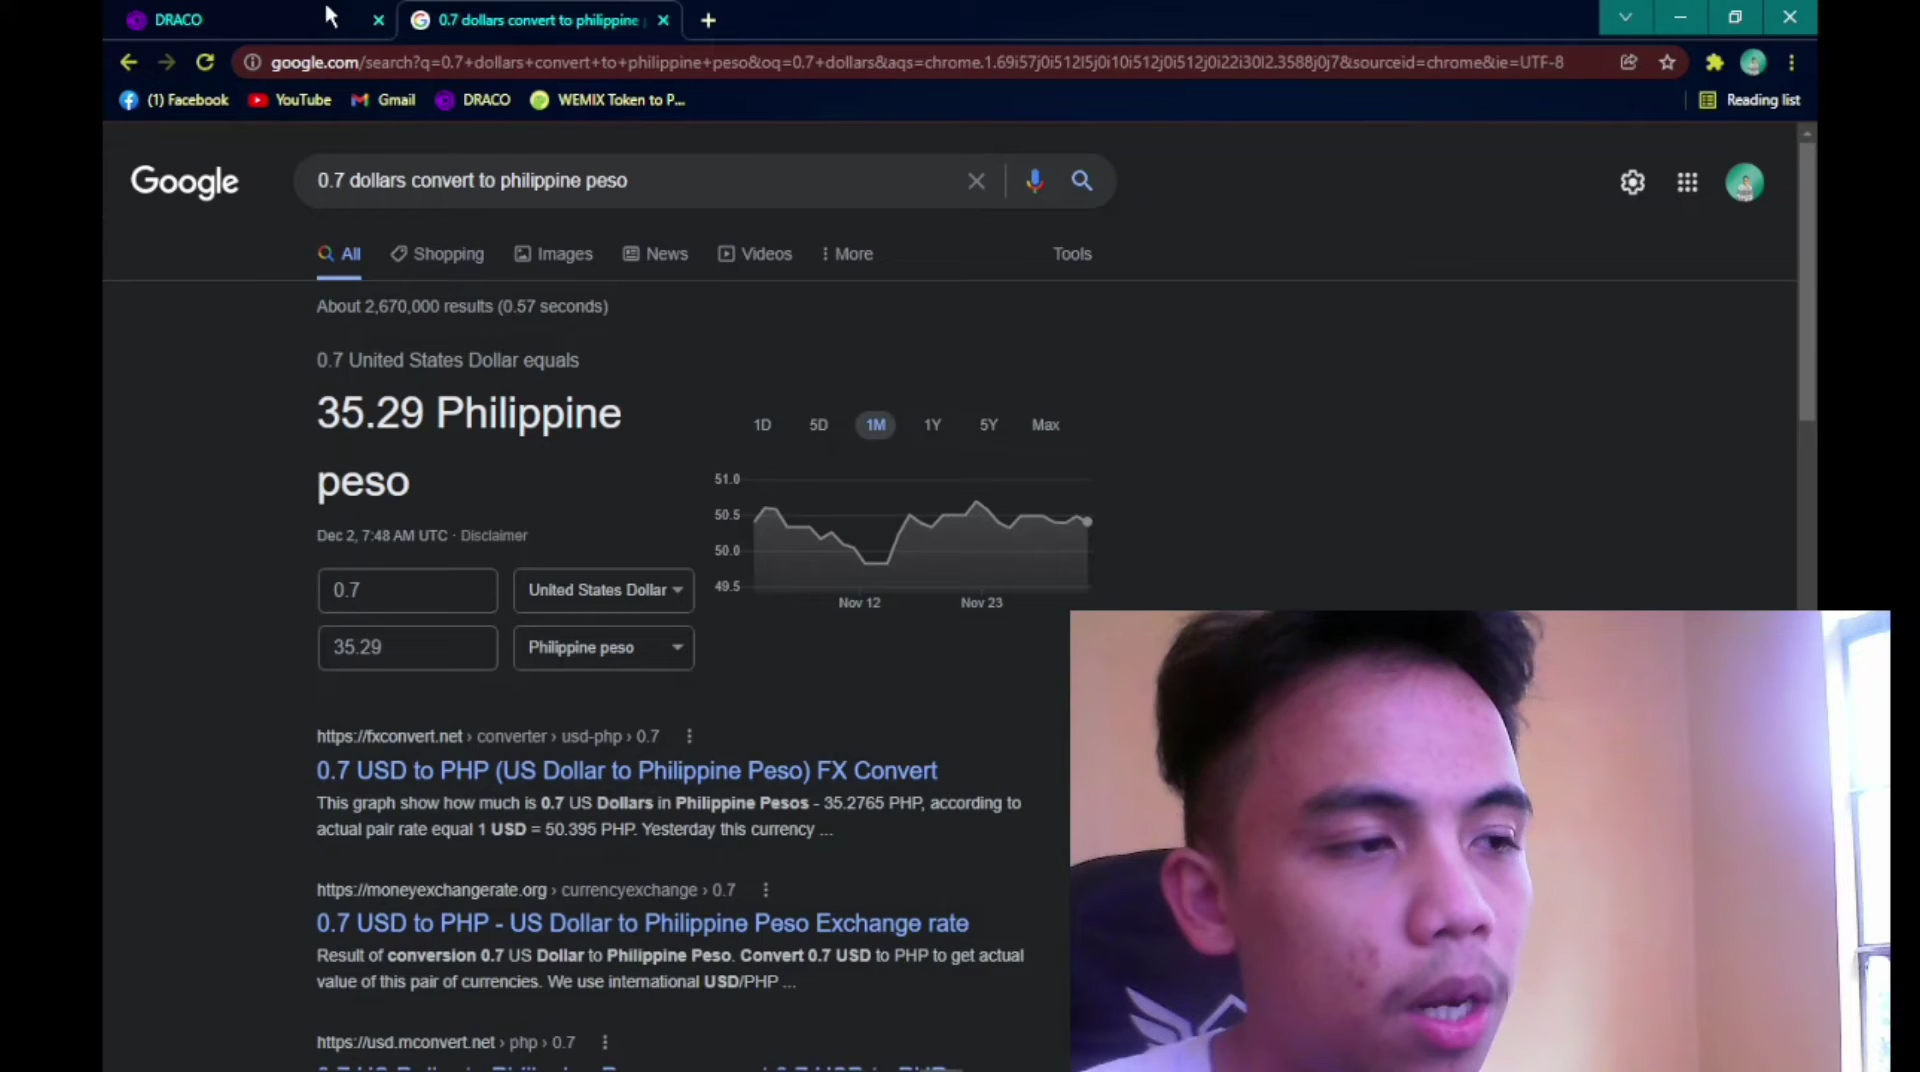 DRACO
0.7 dollars convert to philippine
google.com/search?q=0.7+dollars+convert+to+philippine+peso&oq=0.7+dollars&aqs=chrome.1.69i57j0i512l5j0i10i512j0i512j0i22i30l2.3588j0j7&sourceid=chrome&ie=UTF-8
(1) Facebook YouTube Gmail DRACO WEMIX Token to P... Reading list
Google
0.7 dollars convert to philippine peso
All Shopping Images News Videos More Tools
About 2,670,000 results (0.57 seconds)
0.7 United States Dollar equals
35.29 Philippine
peso
Dec 2, 7:48 AM UTC · Disclaimer
0.7 United States Dollar
35.29 Philippine peso
1D 5D 1M 1Y 5Y Max
51.0
50.5
50.0
49.5
Nov 12 Nov 23
https://fxconvert.net › converter › usd-php › 0.7
0.7 USD to PHP (US Dollar to Philippine Peso) FX Convert
This graph show how much is 0.7 US Dollars in Philippine Pesos - 35.2765 PHP, according to
actual pair rate equal 1 USD = 50.395 PHP. Yesterday this currency ...
https://moneyexchangerate.org › currencyexchange › 0.7
0.7 USD to PHP - US Dollar to Philippine Peso Exchange rate
Result of conversion 0.7 US Dollar to Philippine Peso. Convert 0.7 USD to PHP to get actual
value of this pair of currencies. We use international USD/PHP ...
https://usd.mconvert.net › php › 0.7